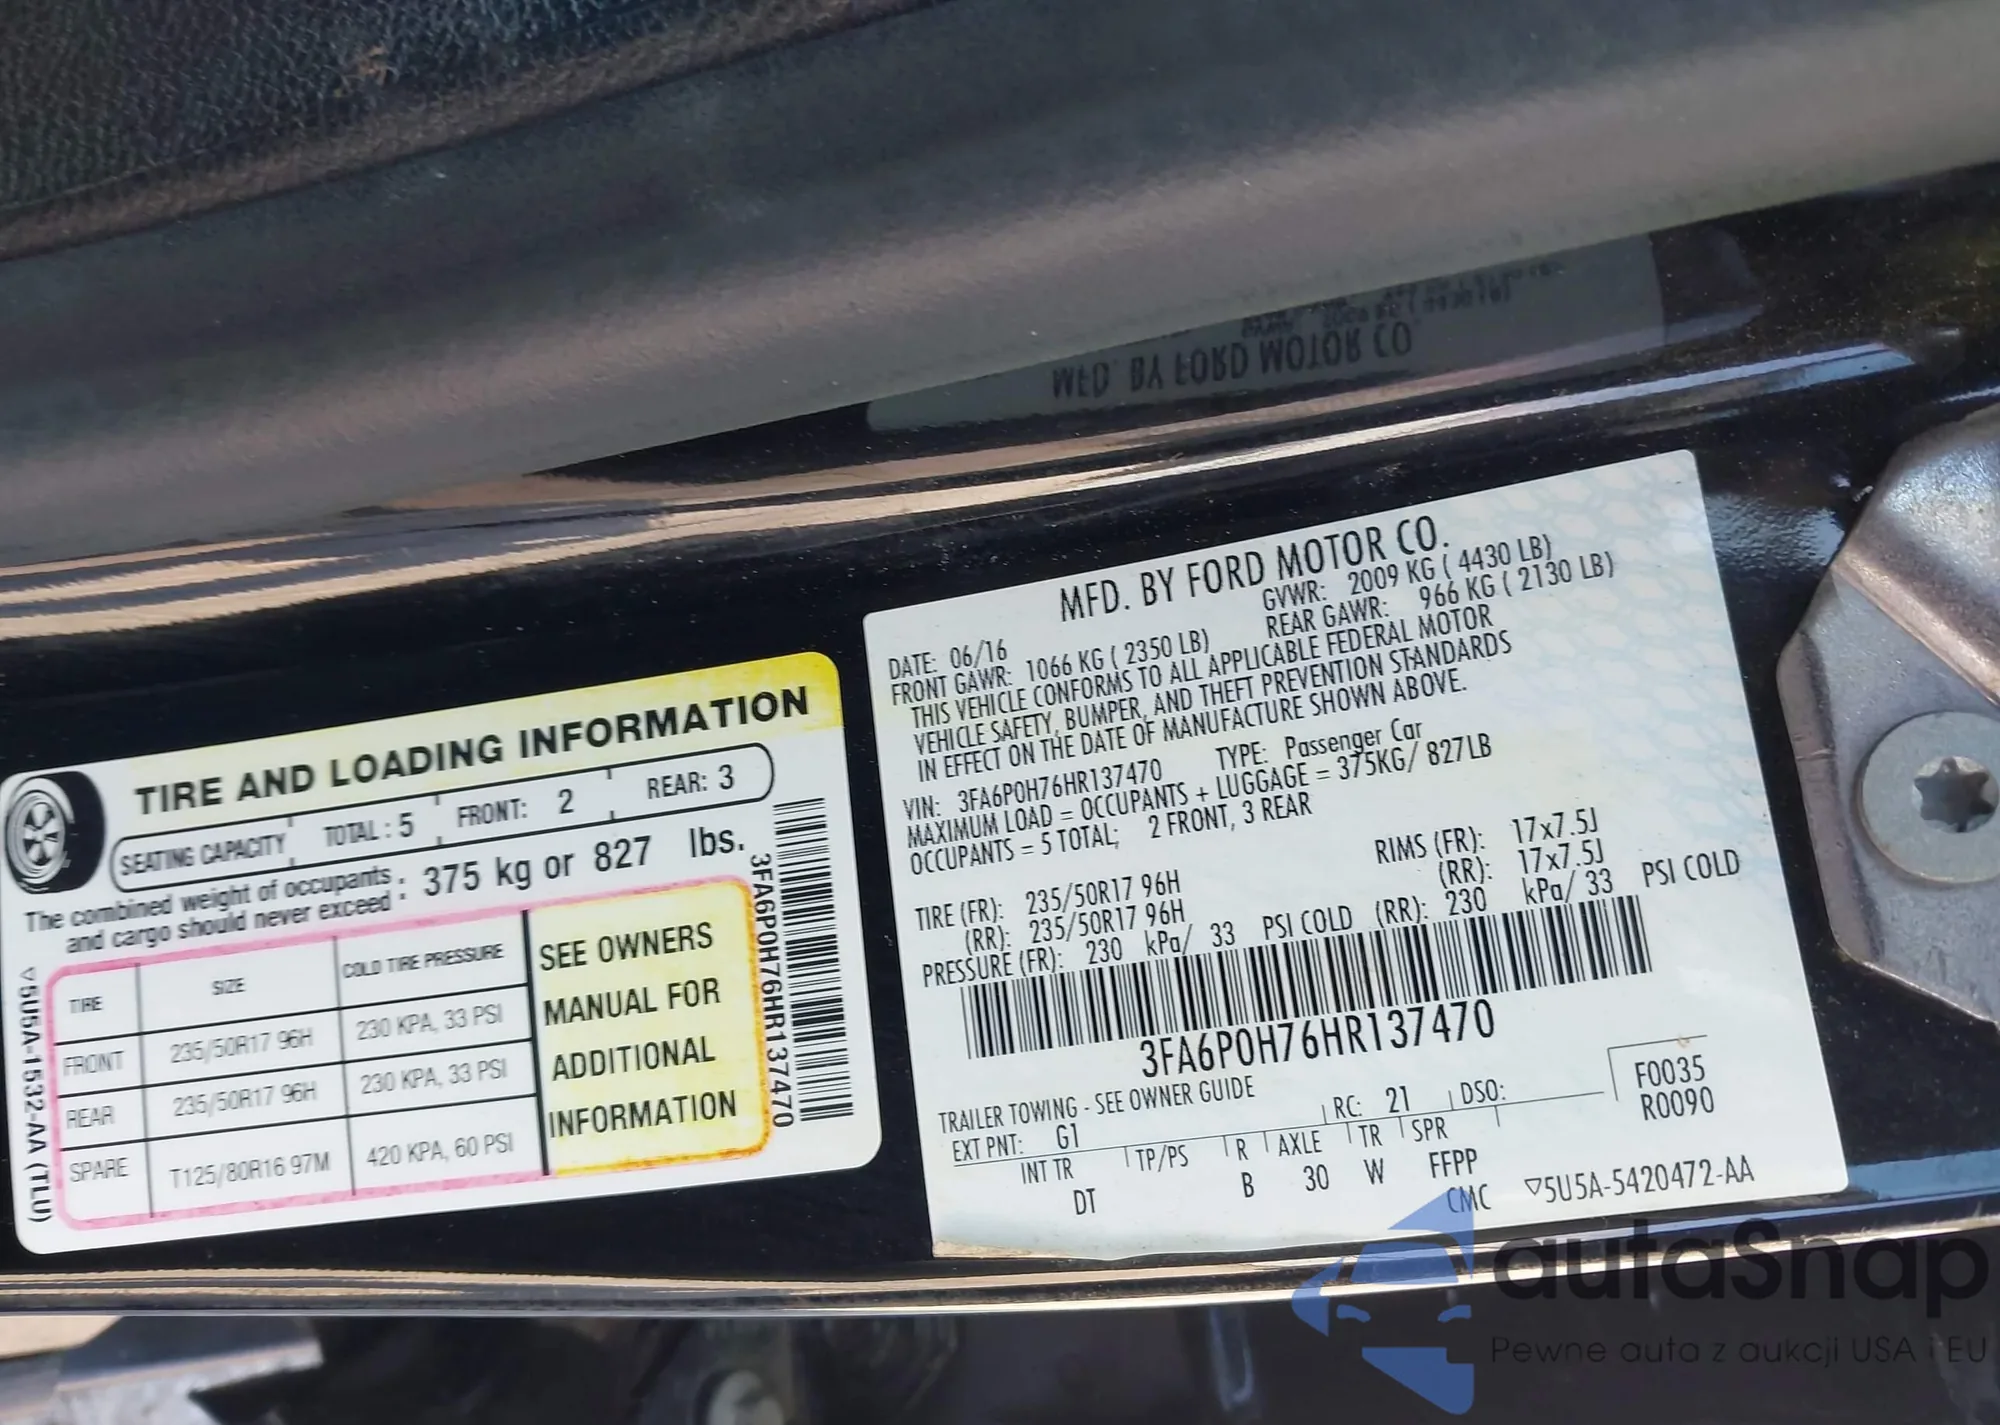 TIRE AND LOADING INFORMATION
SEATING CAPACITY TOTAL : 5 FRONT: 2 REAR: 3
The combined weight of occupants : 375 kg or 827 lbs.
and cargo should never exceed :
TIRE SIZE COLD TIRE PRESSURE
FRONT 235/50R17 96H 230 KPA, 33 PSI
REAR 235/50R17 96H 230 KPA, 33 PSI
SPARE T125/80R16 97M 420 KPA, 60 PSI
SEE OWNERS
MANUAL FOR
ADDITIONAL
INFORMATION
▽5U5A-1532-AA (TLU)
3FA6P0H76HR137470
MFD. BY FORD MOTOR CO.
DATE: 06/16 GVWR: 2009 KG ( 4430 LB)
FRONT GAWR: 1066 KG ( 2350 LB) REAR GAWR: 966 KG ( 2130 LB)
THIS VEHICLE CONFORMS TO ALL APPLICABLE FEDERAL MOTOR
VEHICLE SAFETY, BUMPER, AND THEFT PREVENTION STANDARDS
IN EFFECT ON THE DATE OF MANUFACTURE SHOWN ABOVE.
VIN: 3FA6P0H76HR137470 TYPE: Passenger Car
MAXIMUM LOAD = OCCUPANTS + LUGGAGE = 375KG/ 827LB
OCCUPANTS = 5 TOTAL; 2 FRONT, 3 REAR
TIRE (FR): 235/50R17 96H RIMS (FR): 17x7.5J
(RR): 235/50R17 96H (RR): 17x7.5J
PRESSURE (FR): 230 kPa/ 33 PSI COLD (RR): 230 kPa/ 33 PSI COLD
3FA6P0H76HR137470
TRAILER TOWING - SEE OWNER GUIDE
F0035
EXT PNT: G1 RC: 21 DSO: R0090
INT TR TP/PS R AXLE TR SPR
DT B 30 W FFPP
CMC ▽5U5A-5420472-AA
MFD. BY FORD MOTOR CO
autaSnap
Pewne auta z aukcji USA i EU